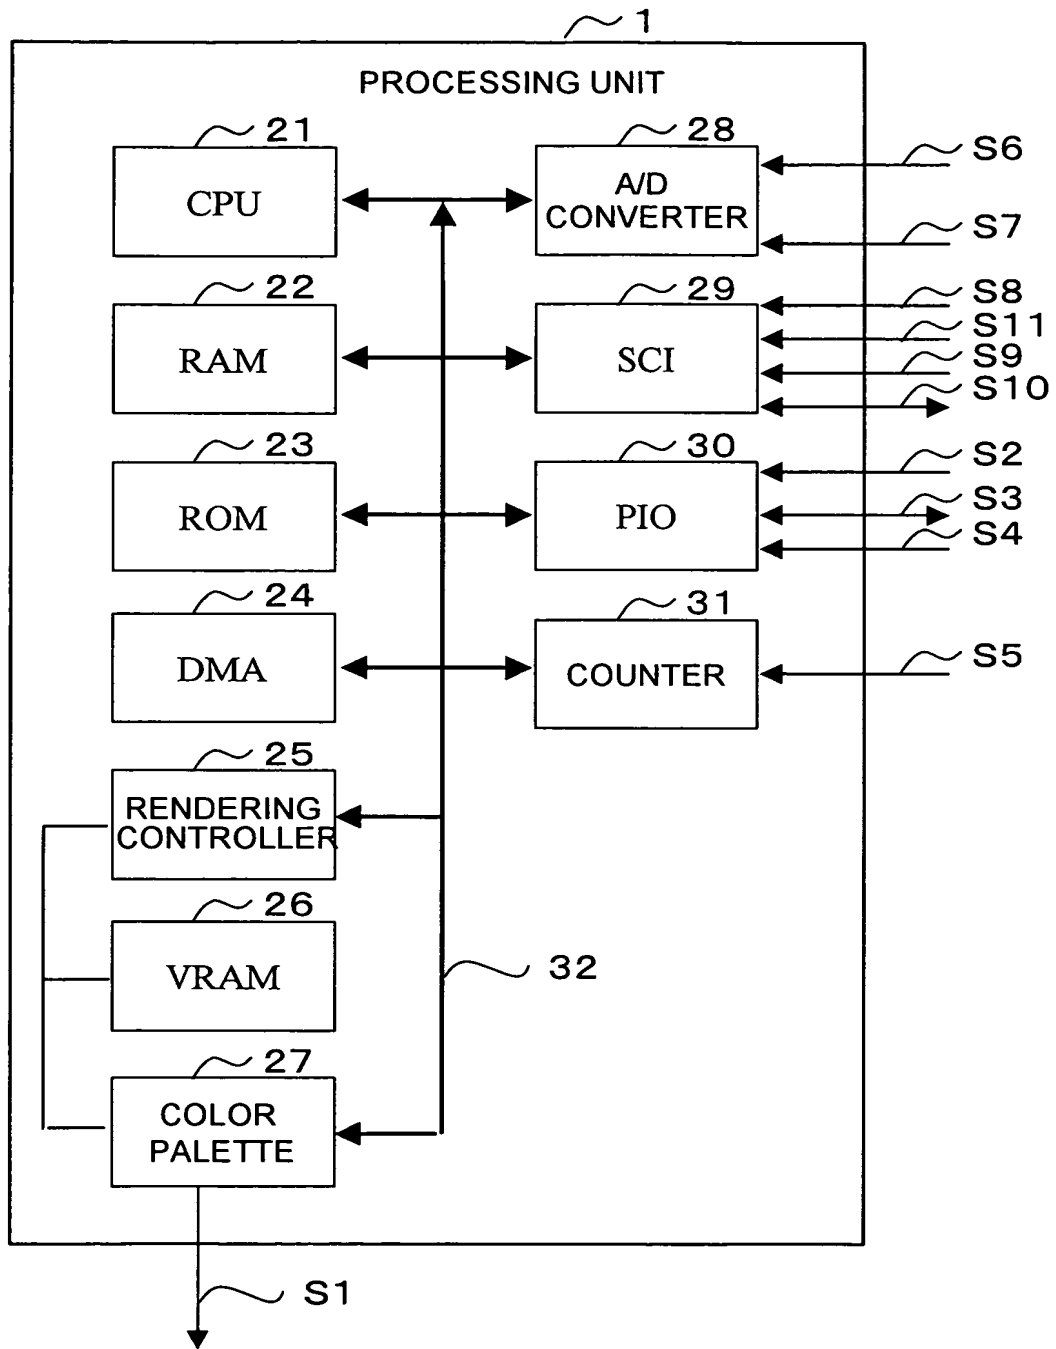 1
PROCESSING UNIT
21
CPU
28
A/D
CONVERTER
S6
S7
22
RAM
29
SCI
S8
S11
S9
S10
23
ROM
30
PIO
S2
S3
S4
24
DMA
31
COUNTER
S5
25
RENDERING
CONTROLLER
26
VRAM
32
27
COLOR
PALETTE
S1